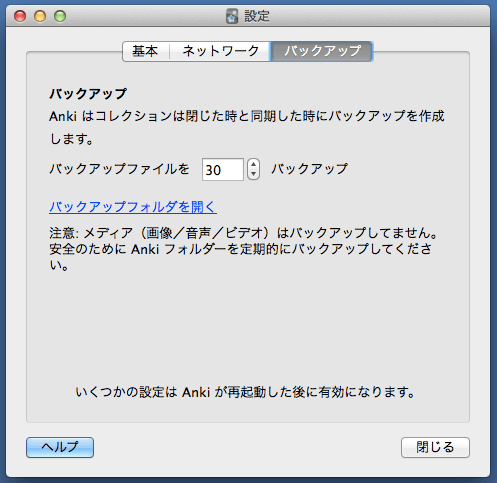 設定
基本 ネットワーク バックアップ
バックアップ
Anki はコレクションは閉じた時と同期した時にバックアップを作成
します。
バックアップファイルを 30 バックアップ
バックアップフォルダを開く
注意: メディア（画像／音声／ビデオ）はバックアップしてません。
安全のために Anki フォルダーを定期的にバックアップしてくださ
い。
いくつかの設定は Anki が再起動した後に有効になります。
ヘルプ 閉じる